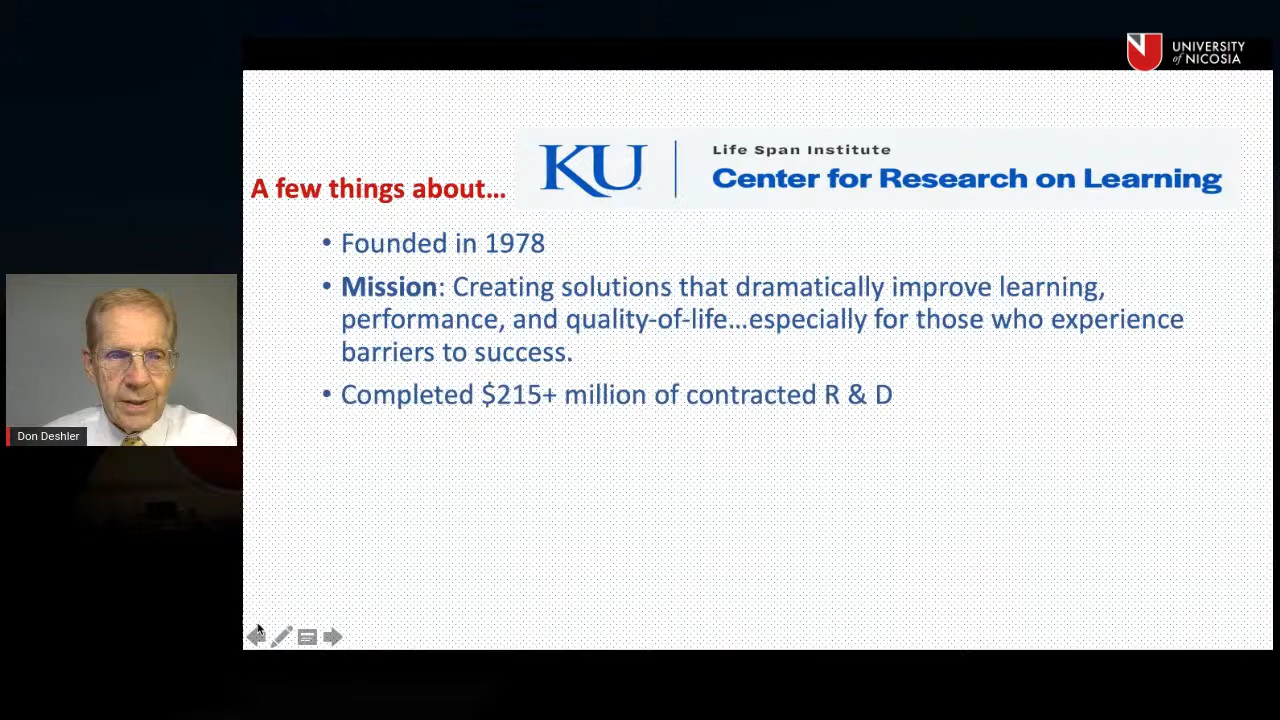 UNIVERSITY
of NICOSIA
KU
Life Span Institute
Center for Research on Learning
A few things about…
• Founded in 1978
• Mission: Creating solutions that dramatically improve learning,
performance, and quality-of-life…especially for those who experience
barriers to success.
• Completed $215+ million of contracted R & D
Don Deshler